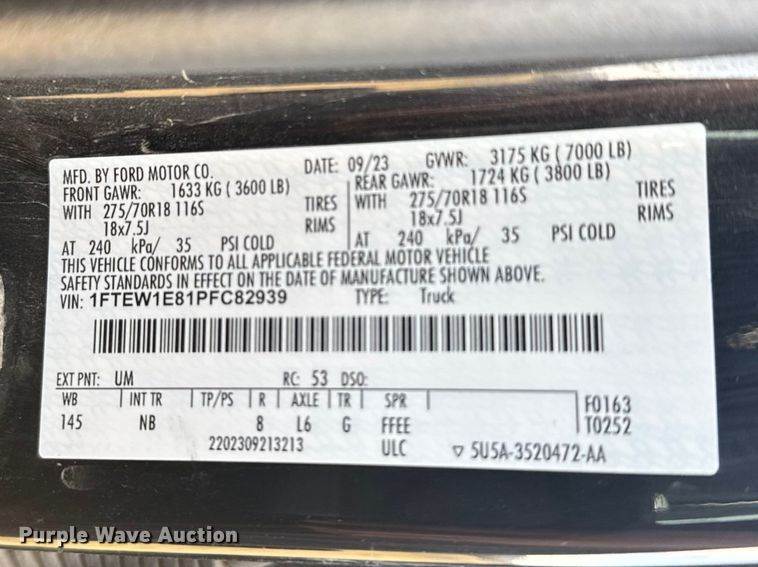 MFD. BY FORD MOTOR CO. DATE: 09/23 GVWR: 3175 KG ( 7000 LB)
FRONT GAWR: 1633 KG ( 3600 LB) REAR GAWR: 1724 KG ( 3800 LB)
WITH 275/70R18 116S TIRES WITH 275/70R18 116S TIRES
18x7.5J RIMS 18x7.5J RIMS
AT 240 kPa/ 35 PSI COLD AT 240 kPa/ 35 PSI COLD
THIS VEHICLE CONFORMS TO ALL APPLICABLE FEDERAL MOTOR VEHICLE
SAFETY STANDARDS IN EFFECT ON THE DATE OF MANUFACTURE SHOWN ABOVE.
VIN: 1FTEW1E81PFC82939 TYPE: Truck
EXT PNT: UM RC: 53 DSO:
WB INT TR TP/PS R AXLE TR SPR F0163
145 NB 8 L6 G FFEE T0252
2202309213213 ULC ▽ 5U5A-3520472-AA
Purple Wave Auction